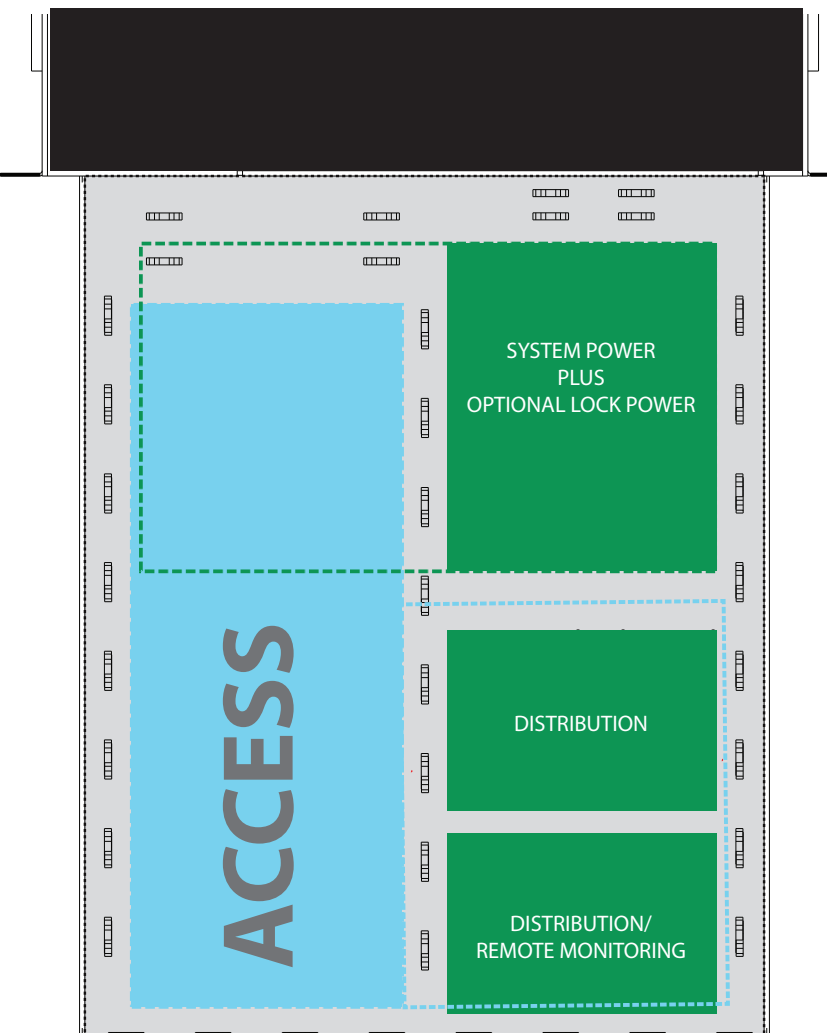 SYSTEM POWER
PLUS
OPTIONAL LOCK POWER
ACCESS
DISTRIBUTION
DISTRIBUTION/
REMOTE MONITORING